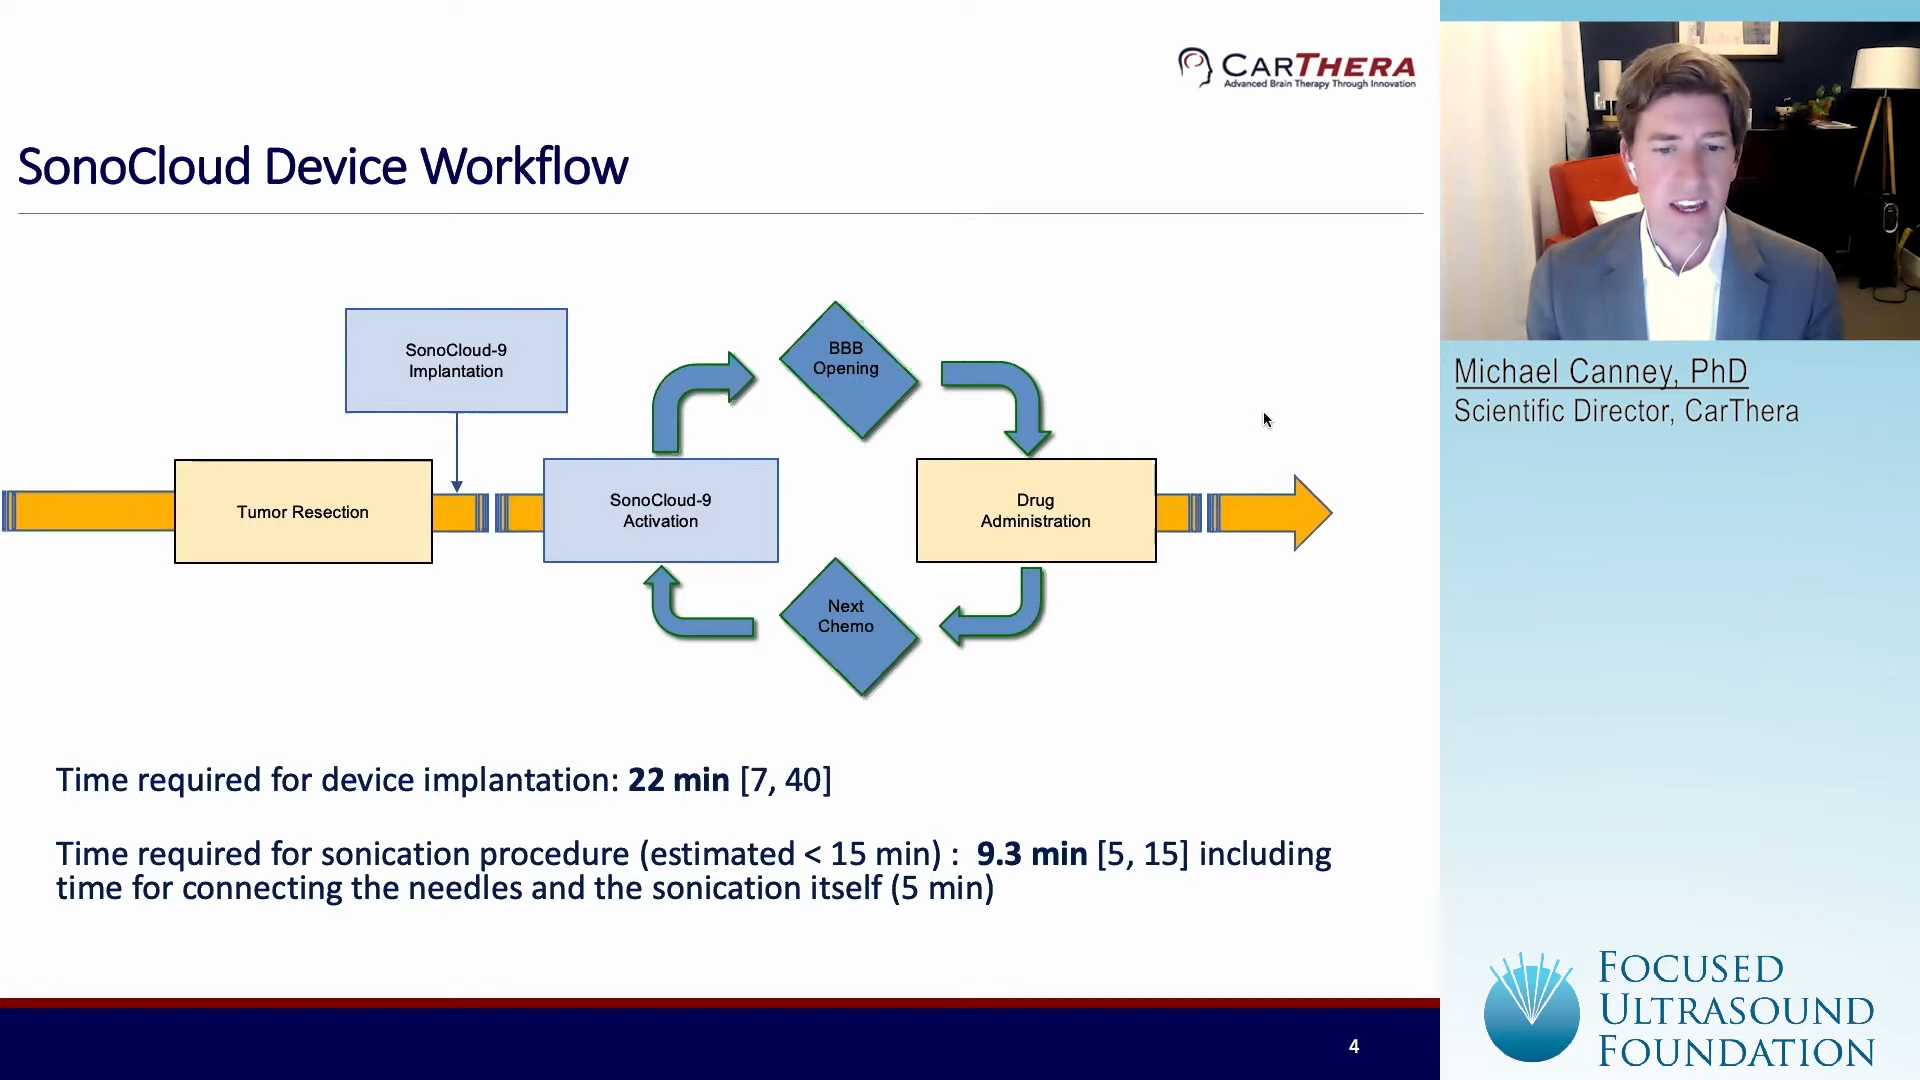 CARTHERA
Advanced Brain Therapy Through Innovation
SonoCloud Device Workflow
SonoCloud-9
Implantation
BBB
Opening
Tumor Resection
SonoCloud-9
Activation
Drug
Administration
Next
Chemo
Time required for device implantation: 22 min [7, 40]
Time required for sonication procedure (estimated < 15 min) : 9.3 min [5, 15] including
time for connecting the needles and the sonication itself (5 min)
4
Michael Canney, PhD
Scientific Director, CarThera
FOCUSED
ULTRASOUND
FOUNDATION